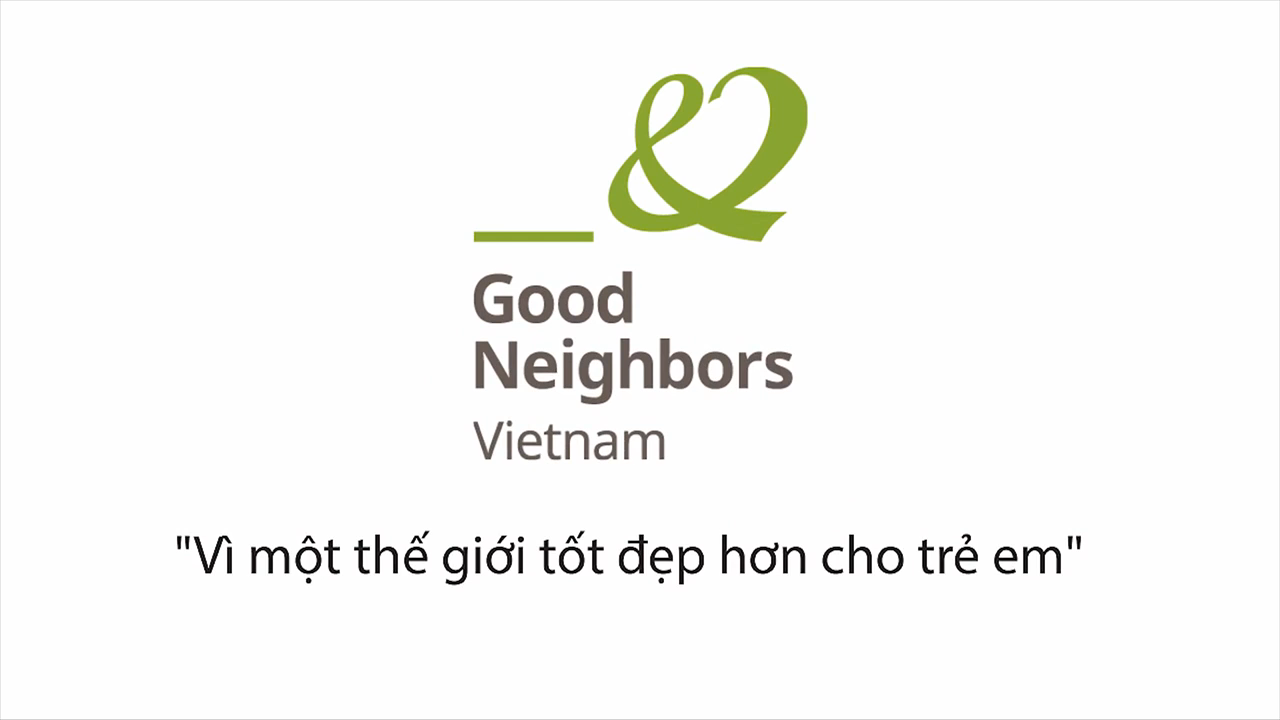 Good
Neighbors
Vietnam
"Vì một thế giới tốt đẹp hơn cho trẻ em"